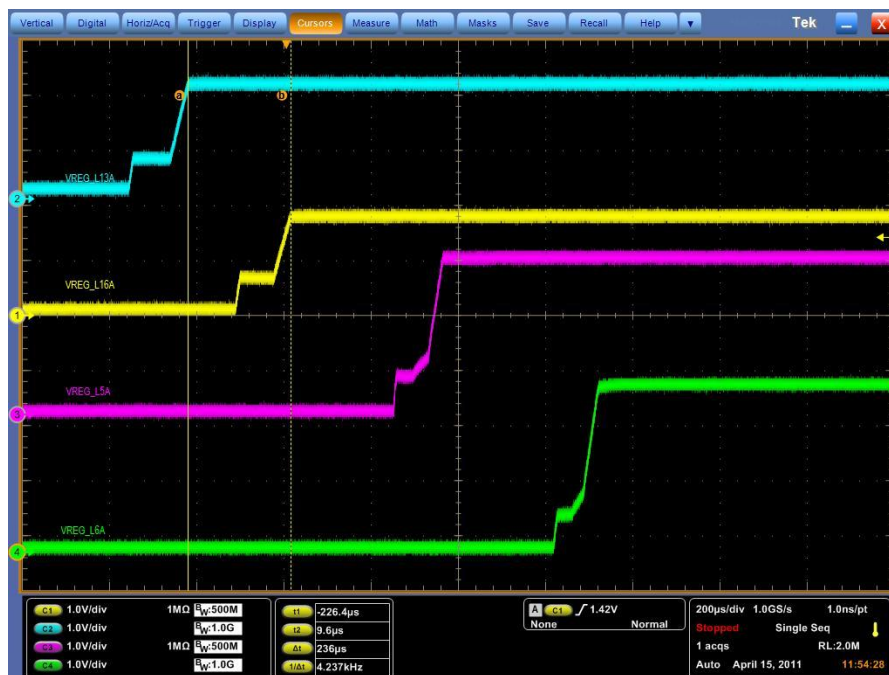 Vertical Digital Horiz/Acq Trigger Display Cursors Measure Math Masks Save Recall Help Tek X
a b
VREG_L13A
2
VREG_L16A
1
VREG_L5A
3
VREG_L6A
4
C1 1.0V/div 1MΩ BW:500M
C2 1.0V/div BW:1.0G
C3 1.0V/div 1MΩ BW:500M
C4 1.0V/div BW:1.0G
t1 -226.4µs
t2 9.6µs
Δt 236µs
1/Δt 4.237kHz
A C1 1.42V
None Normal
200µs/div 1.0GS/s 1.0ns/pt
Stopped Single Seq
1 acqs RL:2.0M
Auto April 15, 2011 11:54:28